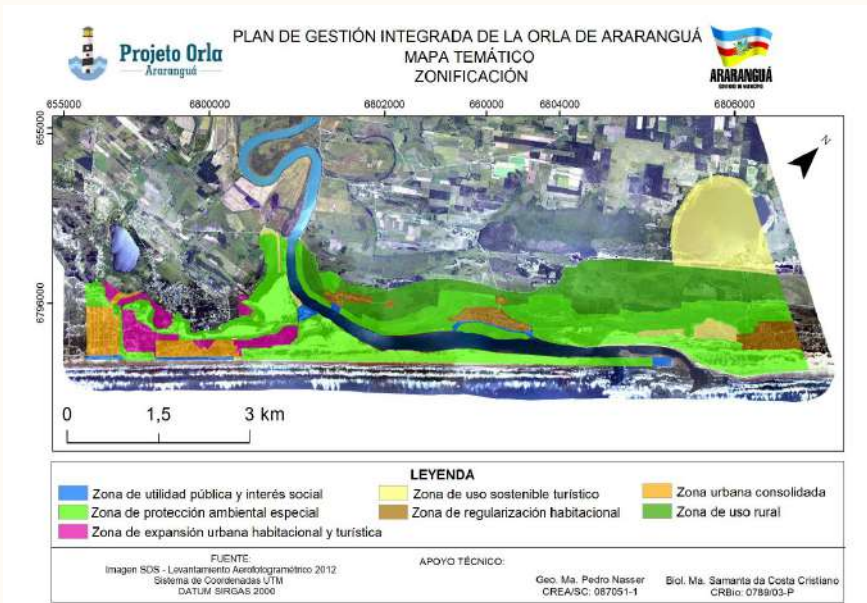 Projeto Orla
Araranguá
PLAN DE GESTIÓN INTEGRADA DE LA ORLA DE ARARANGUÁ
MAPA TEMÁTICO
ZONIFICACIÓN
ARARANGUÁ
655000
6800000
6802000
660000
6804000
6806000
655000
N
6796000
0 1,5 3 km
LEYENDA
Zona de utilidad pública y interés social
Zona de uso sostenible turístico
Zona urbana consolidada
Zona de protección ambiental especial
Zona de regularización habitacional
Zona de uso rural
Zona de expansión urbana habitacional y turística
FUENTE:
Imagen SDS - Levantamiento Aerofotogramétrico 2012
Sistema de Coordenadas UTM
DATUM SIRGAS 2000
APOYO TÉCNICO:
Geo. Ma. Pedro Nasser
CREA/SC: 087051-1
Biol. Ma. Samanta da Costa Cristiano
CRBio: 0789/03-P